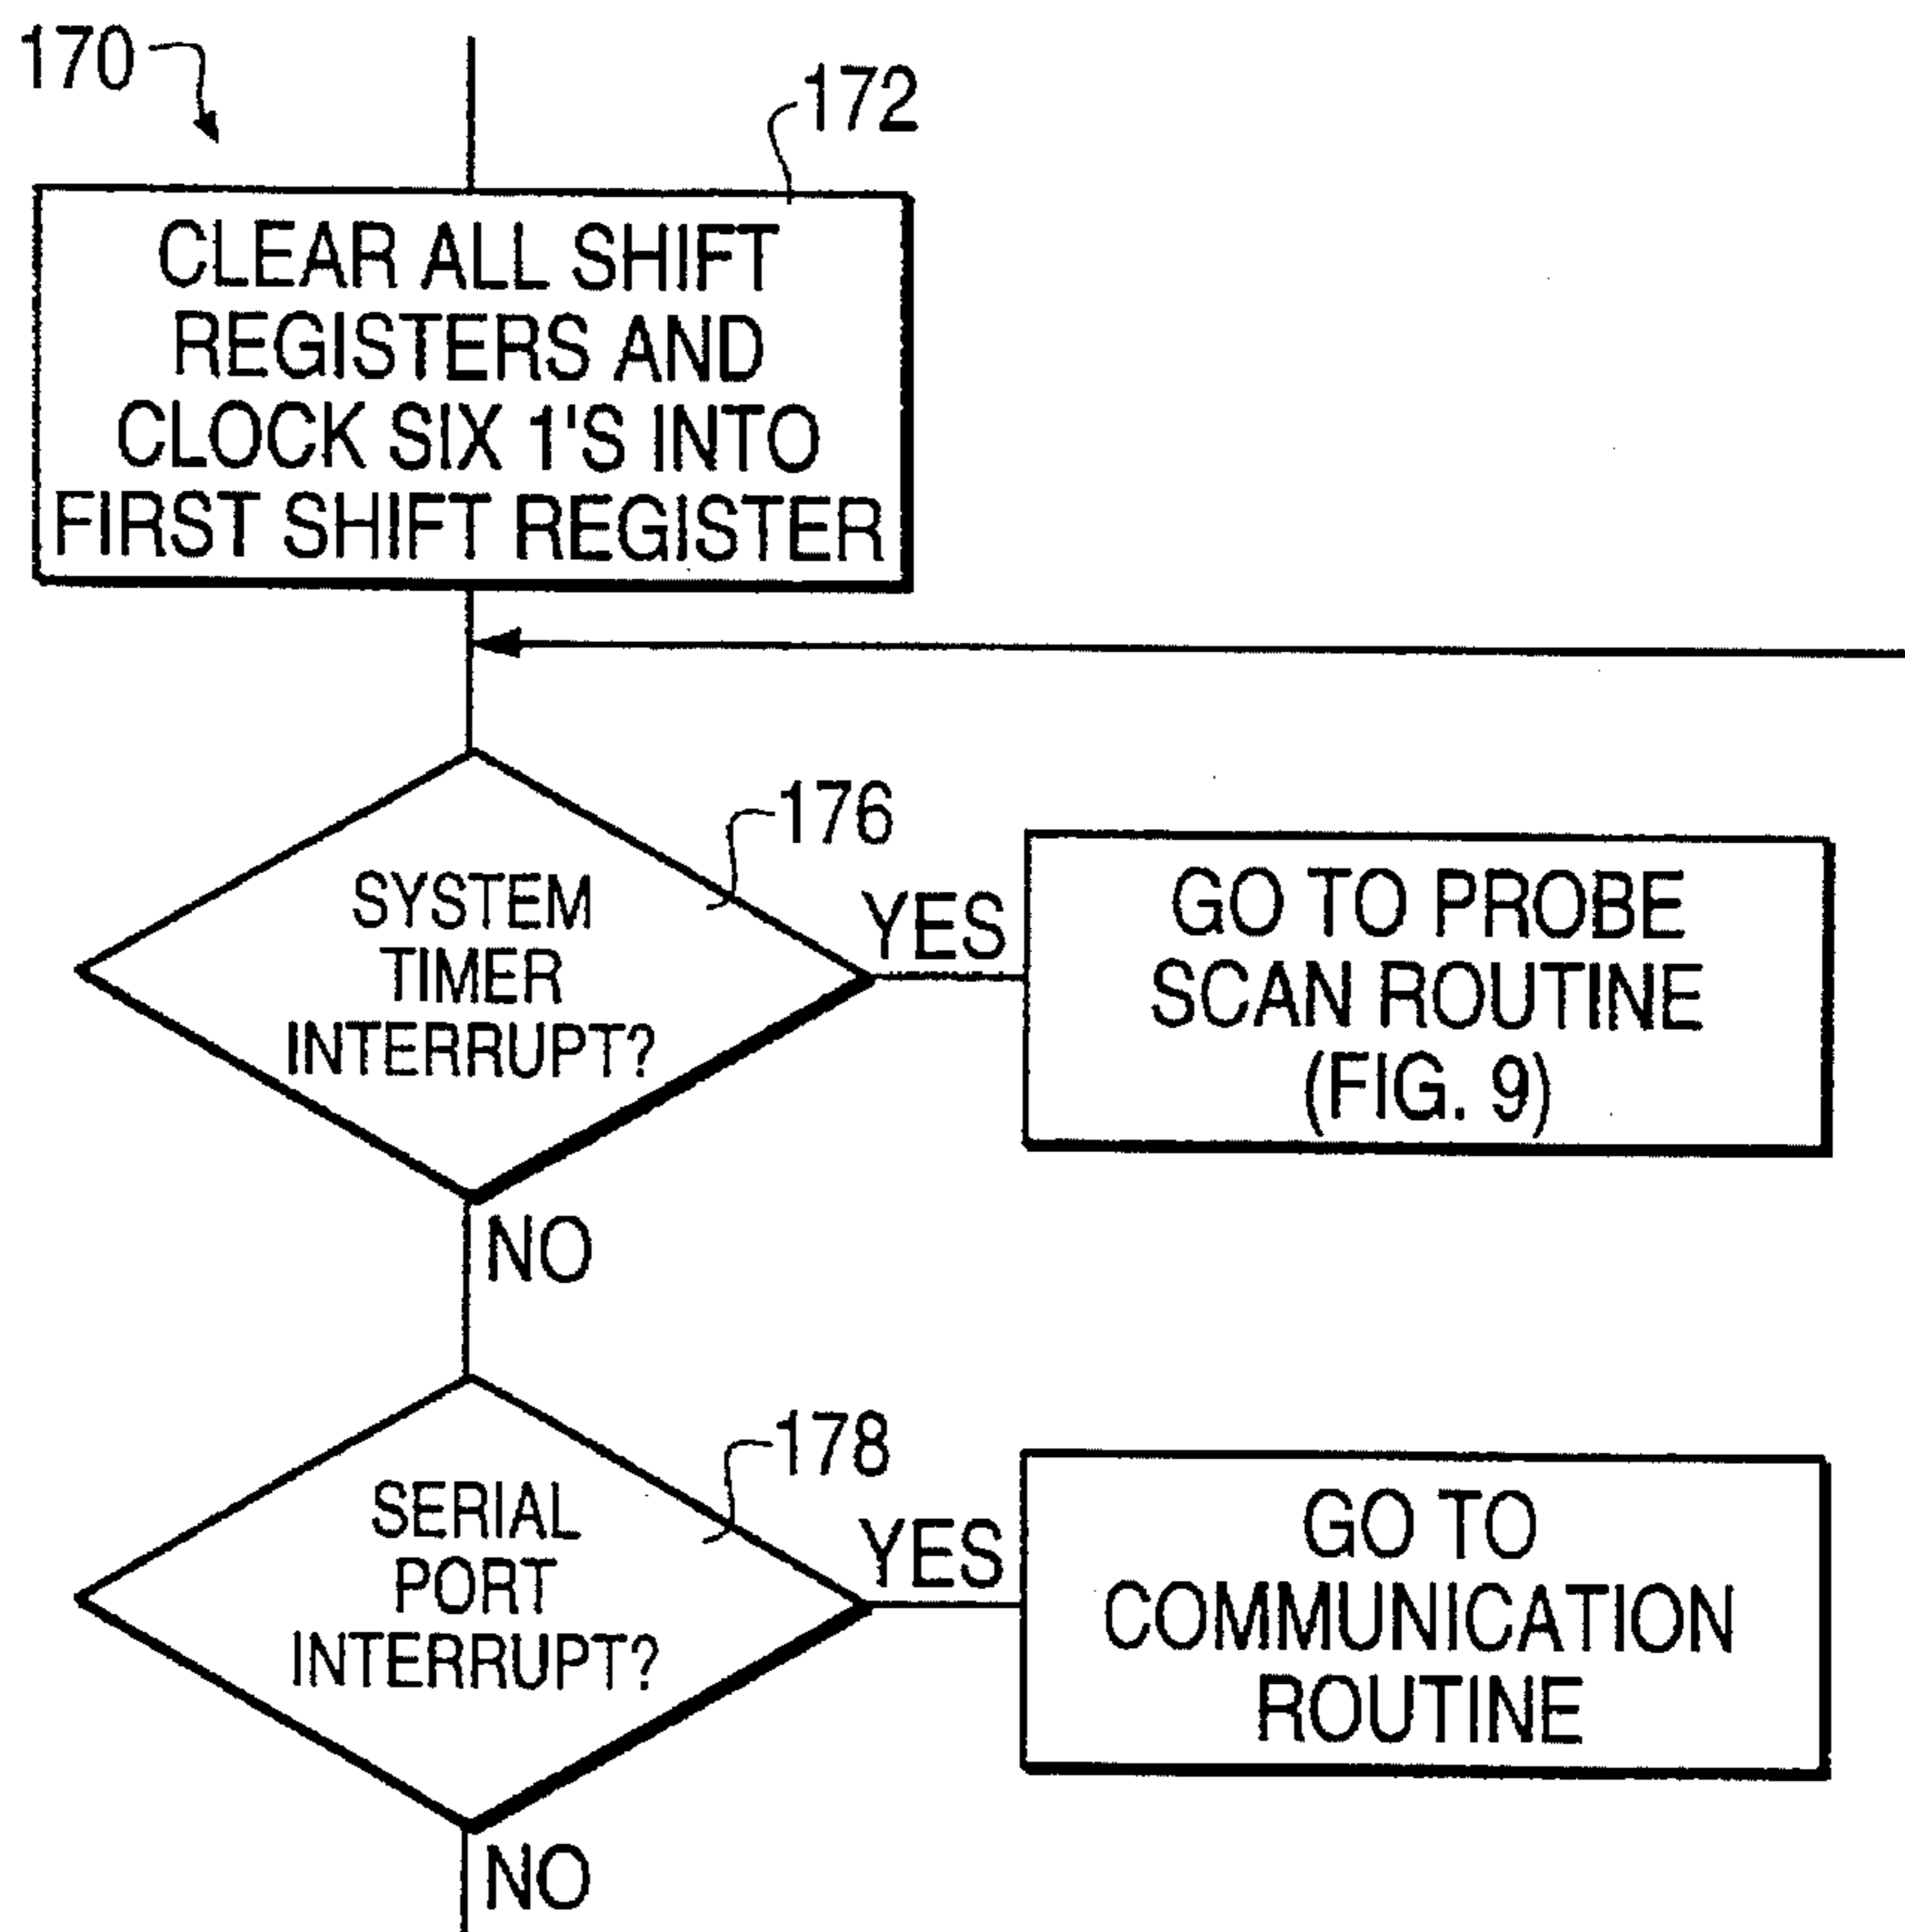 170
172
CLEAR ALL SHIFT
REGISTERS AND
CLOCK SIX 1'S INTO
FIRST SHIFT REGISTER
176
SYSTEM
TIMER
INTERRUPT?
YES
GO TO PROBE
SCAN ROUTINE
(FIG. 9)
NO
178
SERIAL
PORT
INTERRUPT?
YES
GO TO
COMMUNICATION
ROUTINE
NO